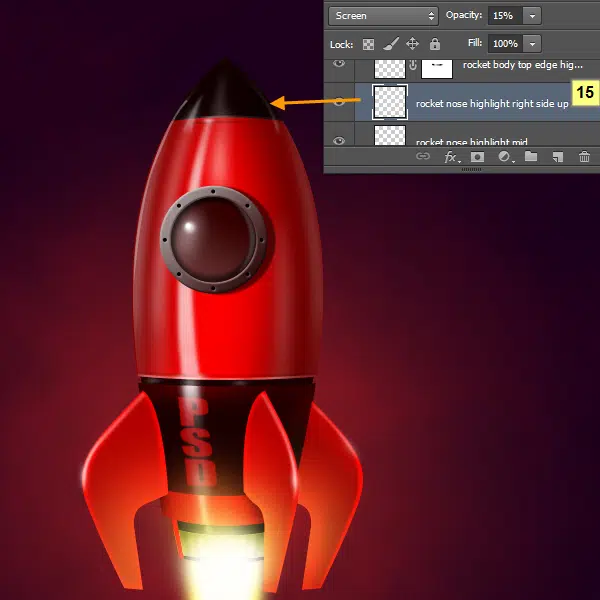 Screen
Opacity: 15%
Lock:
Fill: 100%
rocket body top edge hig...
rocket nose highlight right side up
15
rocket nose highlight mid
fx
PSD